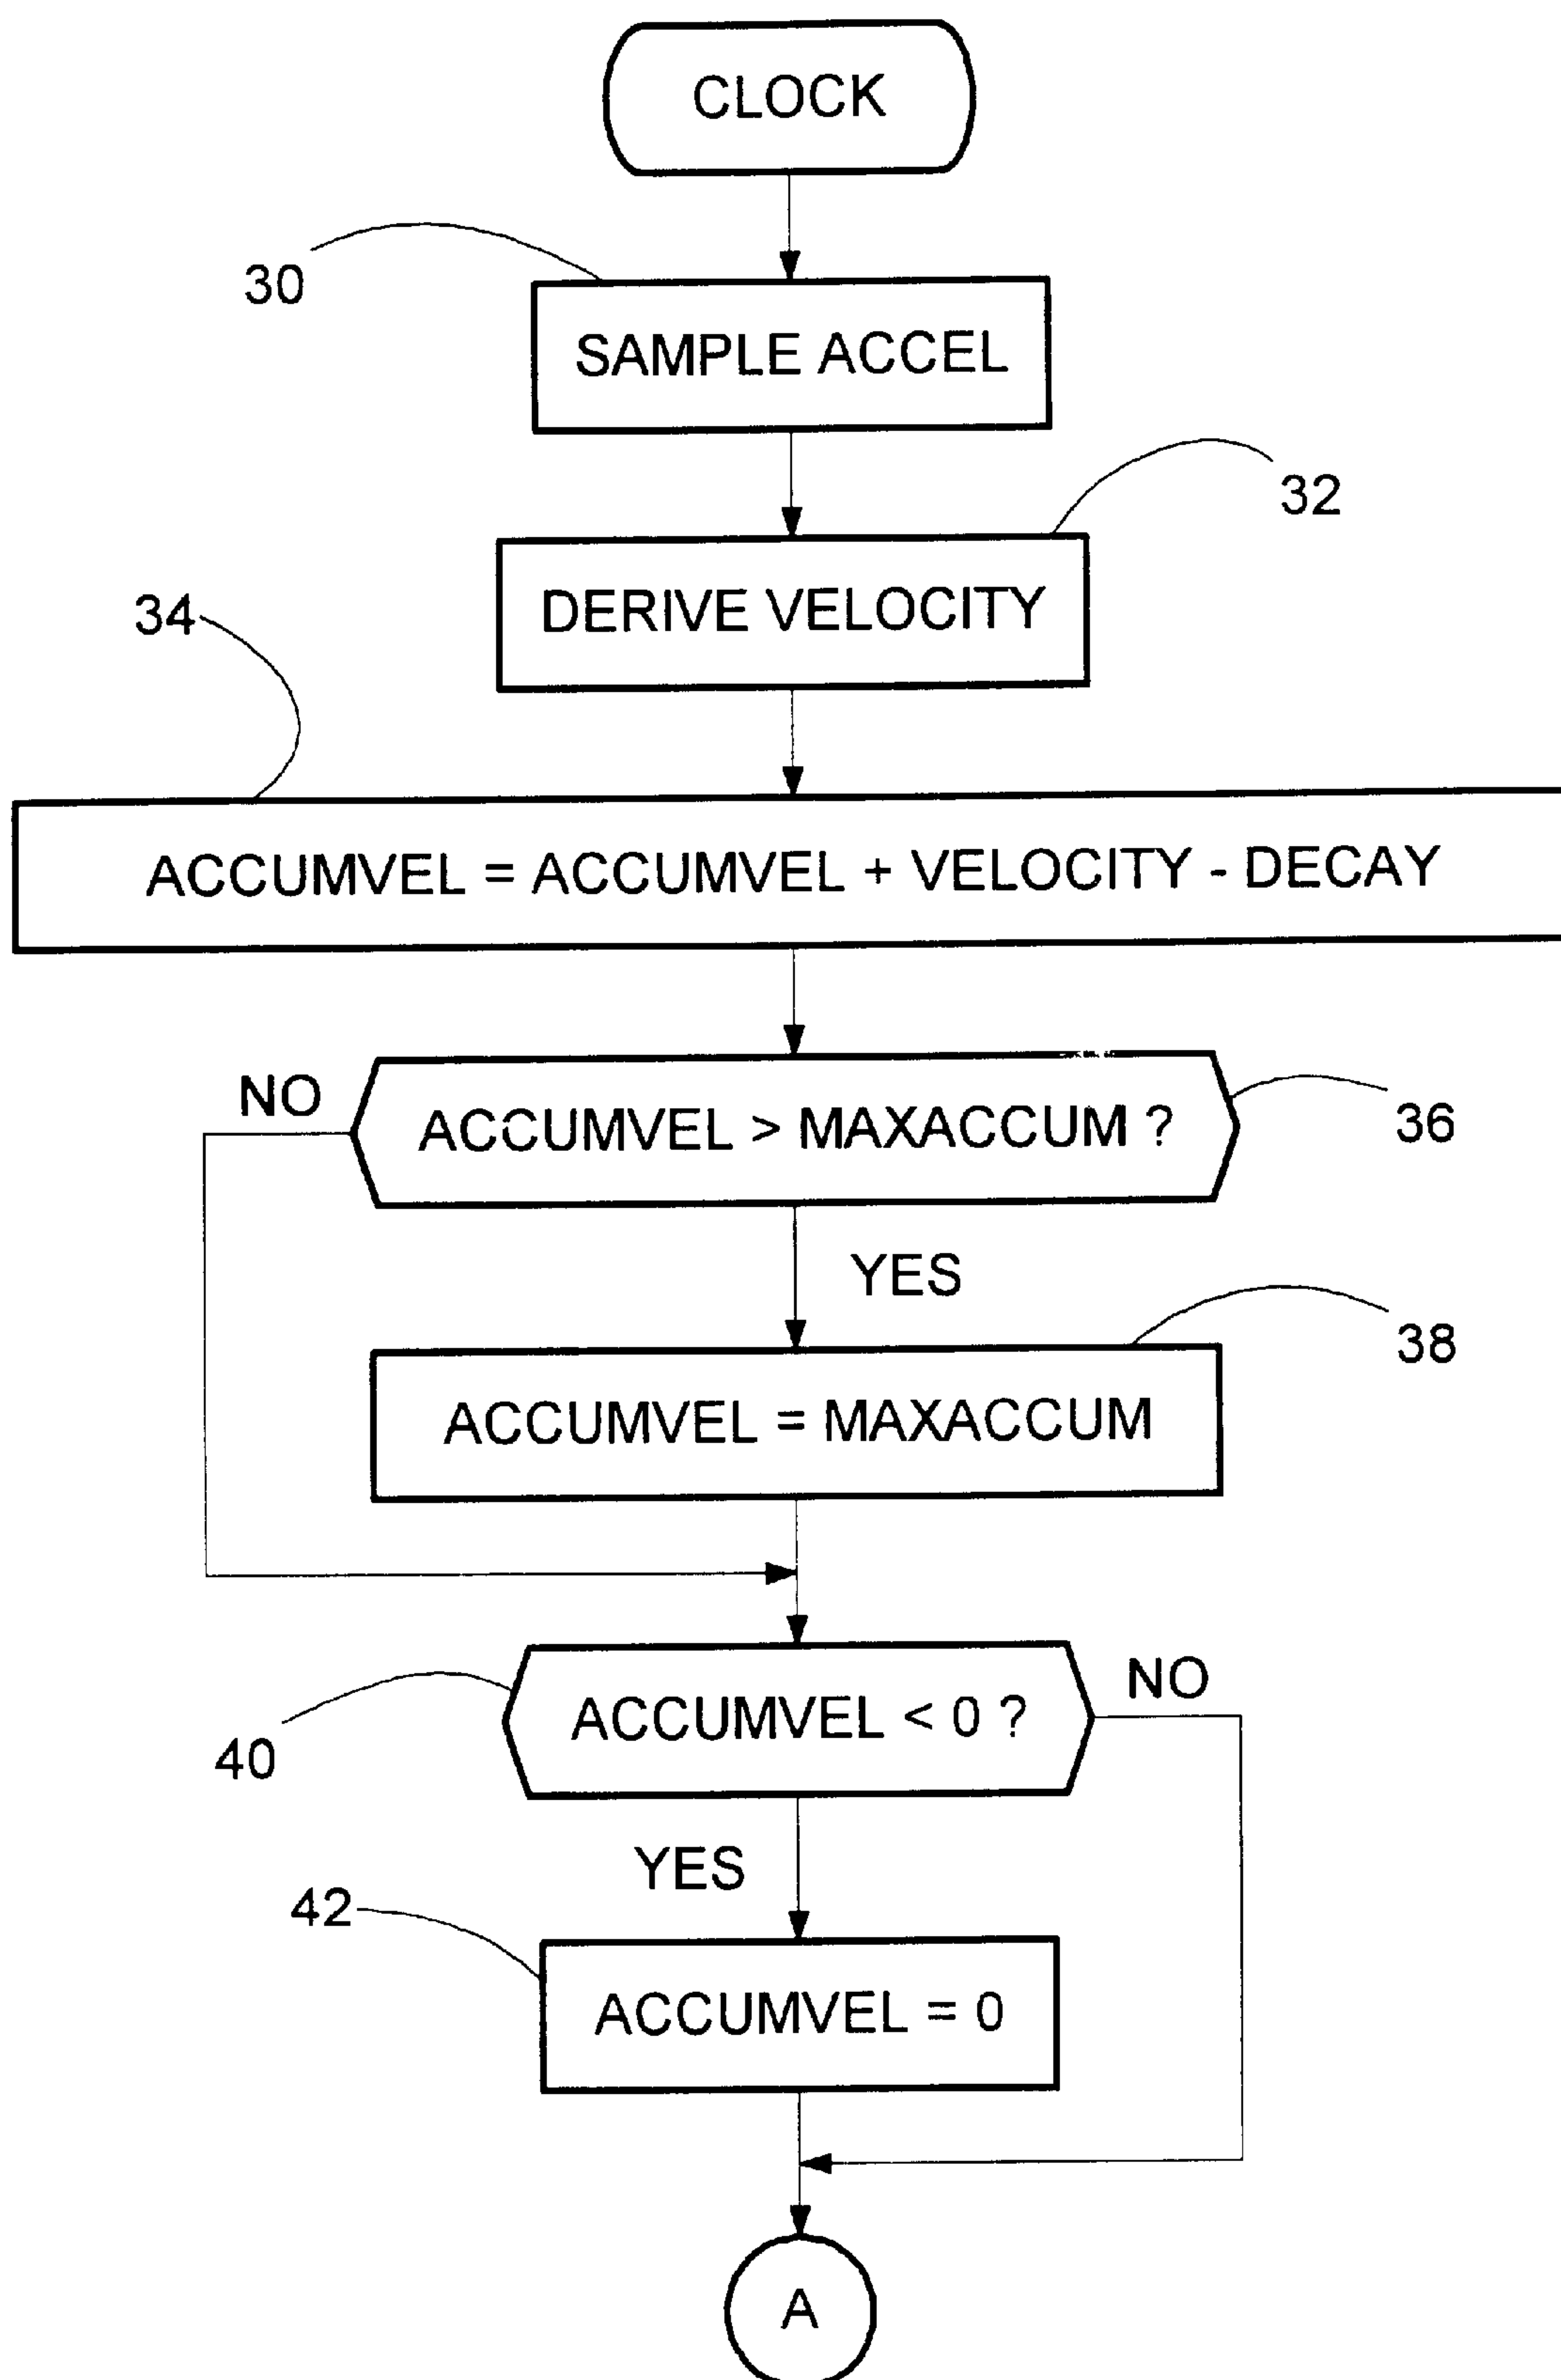 CLOCK
30
SAMPLE ACCEL
32
DERIVE VELOCITY
34
ACCUMVEL = ACCUMVEL + VELOCITY - DECAY
NO
ACCUMVEL > MAXACCUM ?
36
YES
38
ACCUMVEL = MAXACCUM
NO
ACCUMVEL < 0 ?
40
YES
42
ACCUMVEL = 0
A